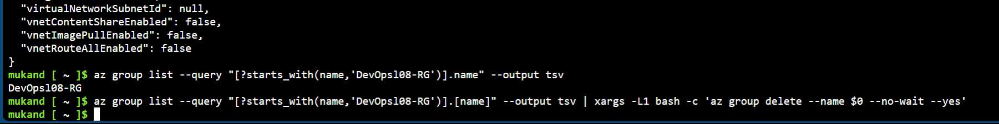 "virtualNetworkSubnetId": null,
"vnetContentShareEnabled": false,
"vnetImagePullEnabled": false,
"vnetRouteAllEnabled": false
}
mukand [ ~ ]$ az group list --query "[?starts_with(name,'DevOpsl08-RG')].name" --output tsv
DevOpsl08-RG
mukand [ ~ ]$ az group list --query "[?starts_with(name,'DevOpsl08-RG')].[name]" --output tsv | xargs -L1 bash -c 'az group delete --name $0 --no-wait --yes'
mukand [ ~ ]$